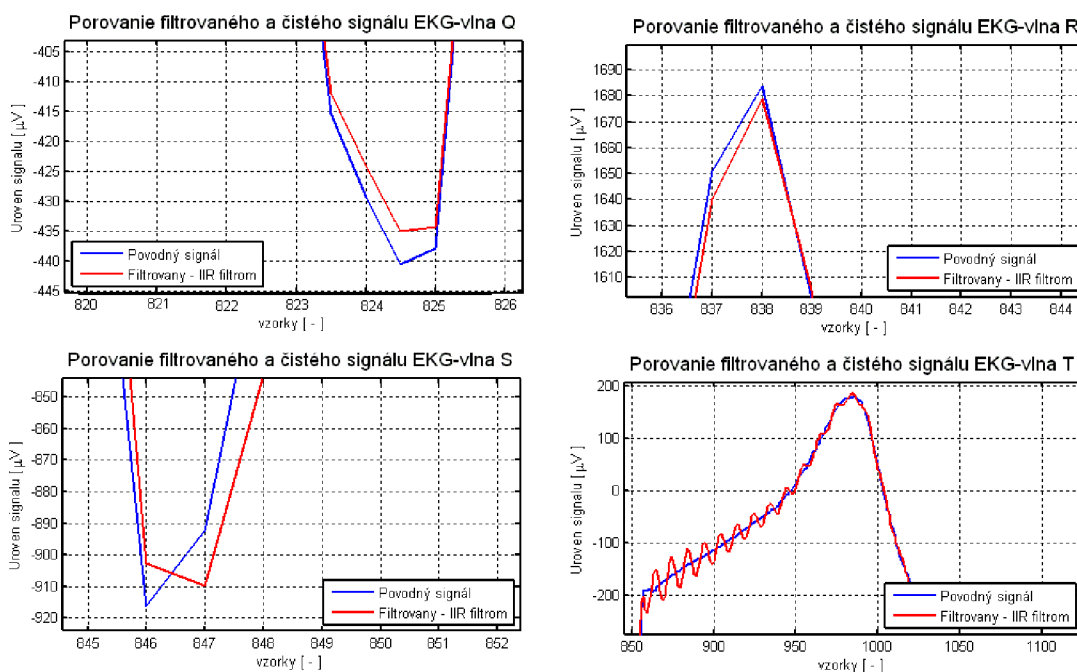 Porovanie filtrovaného a čistého signálu EKG-vlna Q
Uroven signalu [ μV ]
-405
-410
-415
-420
-425
-430
-435
-440
-445
820 821 822 823 824 825 826
vzorky [ - ]
Povodný signál
Filtrovany - IIR filtrom
Porovanie filtrovaného a čistého signálu EKG-vlna R
Uroven signalu [ μV ]
1690
1680
1670
1660
1650
1640
1630
1620
1610
836 837 838 839 840 841 842 843 844
vzorky [ - ]
Povodný signál
Filtrovany - IIR filtrom
Porovanie filtrovaného a čistého signálu EKG-vlna S
Uroven signalu [ μV ]
-850
-860
-870
-880
-890
-900
-910
-920
845 846 847 848 849 850 851 852
vzorky [ - ]
Povodný signál
Filtrovany - IIR filtrom
Porovanie filtrovaného a čistého signálu EKG-vlna T
Uroven signalu [ μV ]
200
100
0
-100
-200
850 900 950 1000 1050 1100
vzorky [ - ]
Povodný signál
Filtrovany - IIR filtrom